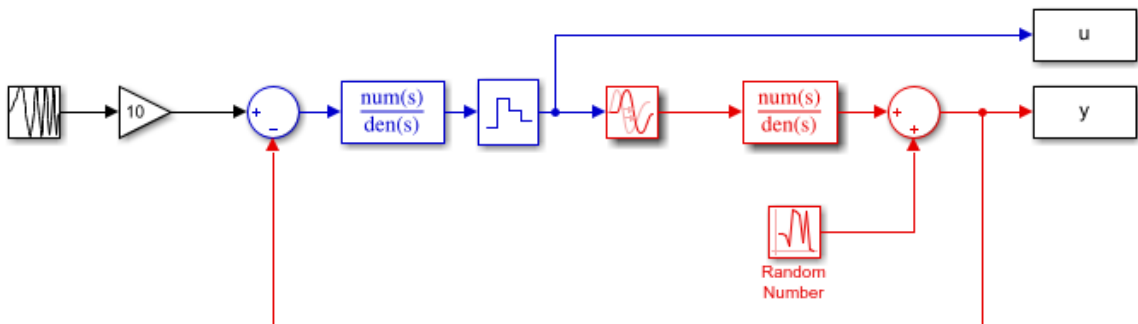 u
10
+
−
num(s)
den(s)
num(s)
den(s)
+
+
y
Random
Number